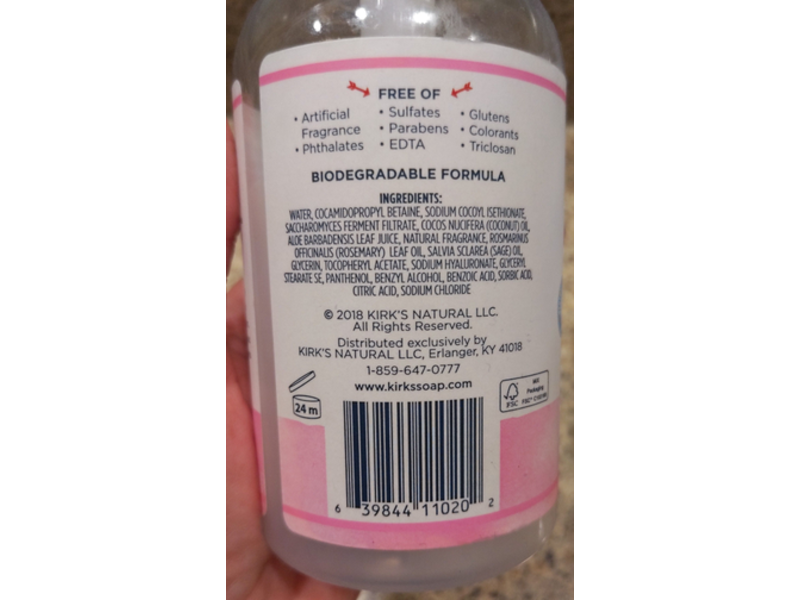 FREE OF
• Artificial Fragrance
• Phthalates
• Sulfates
• Parabens
• EDTA
• Glutens
• Colorants
• Triclosan
BIODEGRADABLE FORMULA
INGREDIENTS:
WATER, COCAMIDOPROPYL BETAINE, SODIUM COCOYL ISETHIONATE,
SACCHAROMYCES FERMENT FILTRATE, COCOS NUCIFERA (COCONUT) OIL,
ALOE BARBADENSIS LEAF JUICE, NATURAL FRAGRANCE, ROSMARINUS
OFFICINALIS (ROSEMARY) LEAF OIL, SALVIA SCLAREA (SAGE) OIL,
GLYCERIN, TOCOPHERYL ACETATE, SODIUM HYALURONATE, GLYCERYL
STEARATE SE, PANTHENOL, BENZYL ALCOHOL, BENZOIC ACID, SORBIC ACID,
CITRIC ACID, SODIUM CHLORIDE
© 2018 KIRK'S NATURAL LLC.
All Rights Reserved.
Distributed exclusively by
KIRK'S NATURAL LLC, Erlanger, KY 41018
1-859-647-0777
www.kirkssoap.com
24 m
FSC
MIX
Packaging
6 39844 11020 2